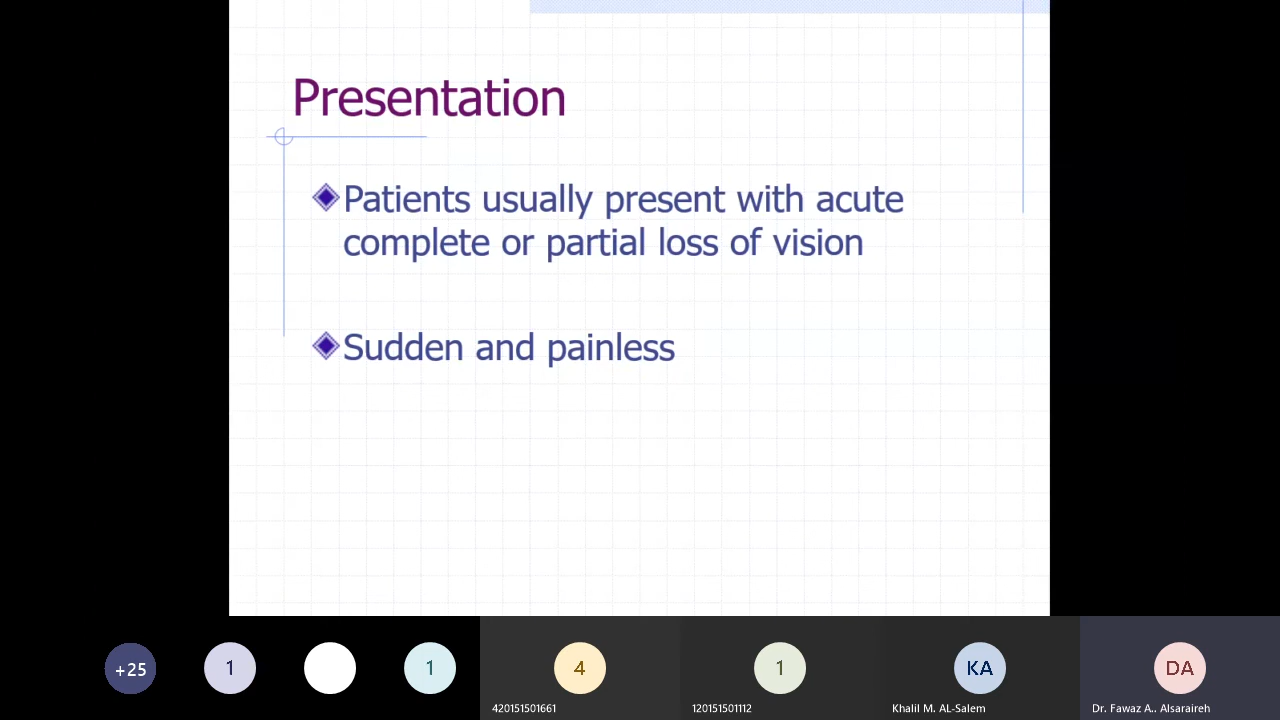 Presentation
Patients usually present with acute
complete or partial loss of vision
Sudden and painless
+25
1
1
4
1
KA
DA
420151501661
120151501112
Khalil M. AL-Salem
Dr. Fawaz A.. Alsaraireh